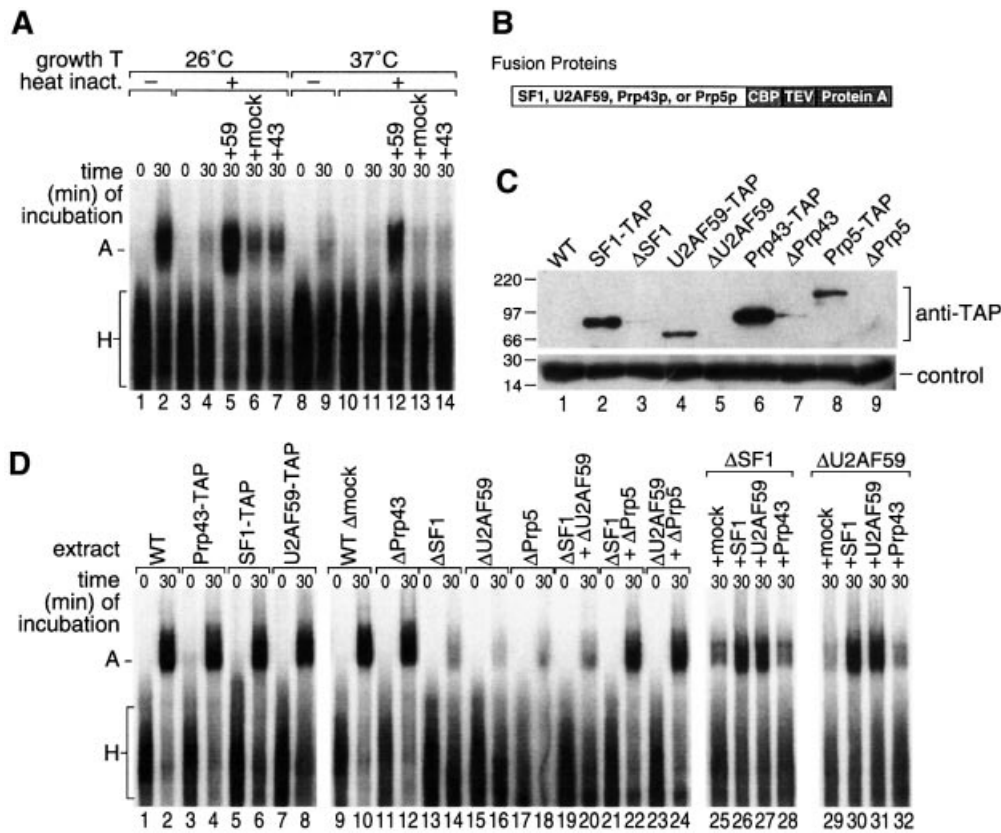 A
growth T 26°C 37°C
heat inact. – + – +
+59 +mock +43 +59 +mock +43
time 0 30 0 30 30 30 30 0 30 0 30 30 30 30
(min) of
incubation
A
H
1 2 3 4 5 6 7 8 9 10 11 12 13 14
B
Fusion Proteins
SF1, U2AF59, Prp43p, or Prp5p CBP TEV Protein A
C
WT SF1-TAP ΔSF1 U2AF59-TAP ΔU2AF59 Prp43-TAP ΔPrp43 Prp5-TAP ΔPrp5
220
97
66
anti-TAP
30
14
control
1 2 3 4 5 6 7 8 9
D
ΔSF1 ΔU2AF59
extract WT Prp43-TAP SF1-TAP U2AF59-TAP WT Δmock ΔPrp43 ΔSF1 ΔU2AF59 ΔPrp5 ΔSF1 + ΔU2AF59 ΔSF1 + ΔPrp5 ΔU2AF59 + ΔPrp5 +mock +SF1 +U2AF59 +Prp43 +mock +SF1 +U2AF59 +Prp43
time 0 30 0 30 0 30 0 30 0 30 0 30 0 30 0 30 0 30 0 30 0 30 0 30 30 30 30 30 30 30 30 30
(min) of
incubation
A
H
1 2 3 4 5 6 7 8 9 10 11 12 13 14 15 16 17 18 19 20 21 22 23 24 25 26 27 28 29 30 31 32